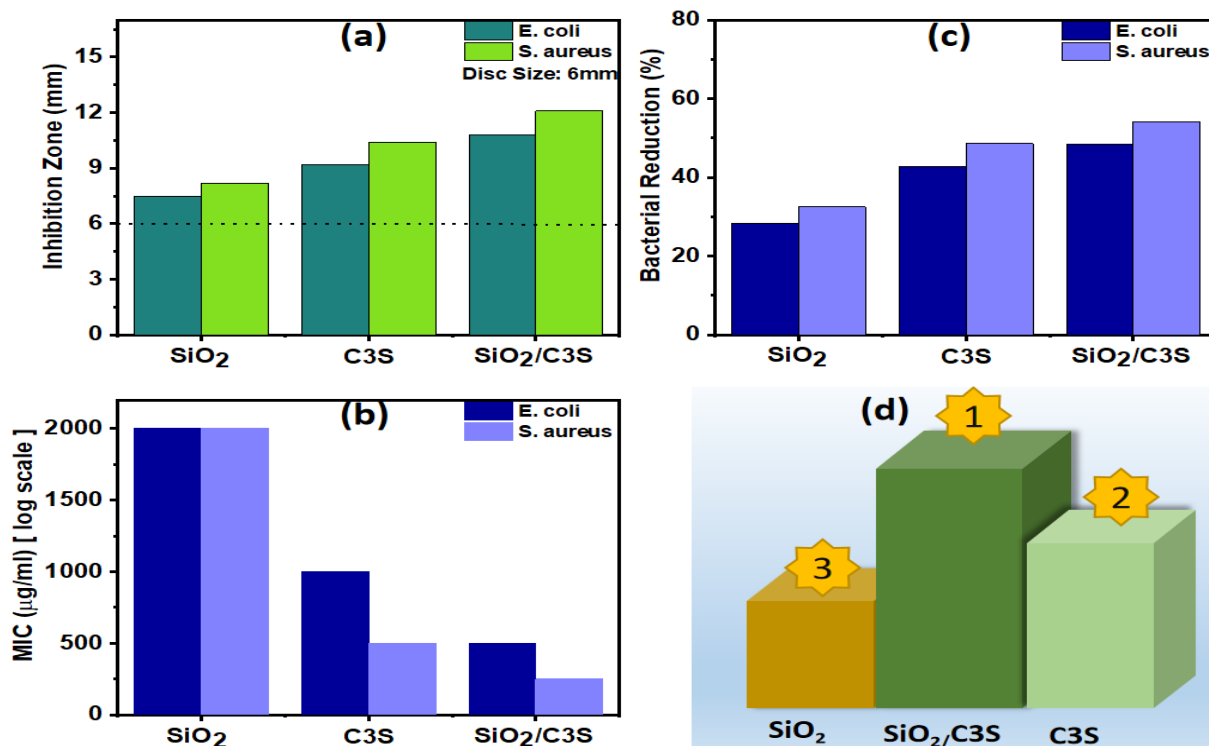 (a)
E. coli
S. aureus
Disc Size: 6mm
Inhibition Zone (mm)
15
12
9
6
3
0
SiO₂
C3S
SiO₂/C3S
(c)
E. coli
S. aureus
Bacterial Reduction (%)
80
60
40
20
0
SiO₂
C3S
SiO₂/C3S
(b)
E. coli
S. aureus
MIC (μg/ml) [ log scale ]
2000
1500
1000
500
0
SiO₂
C3S
SiO₂/C3S
(d)
1
2
3
SiO₂
SiO₂/C3S
C3S